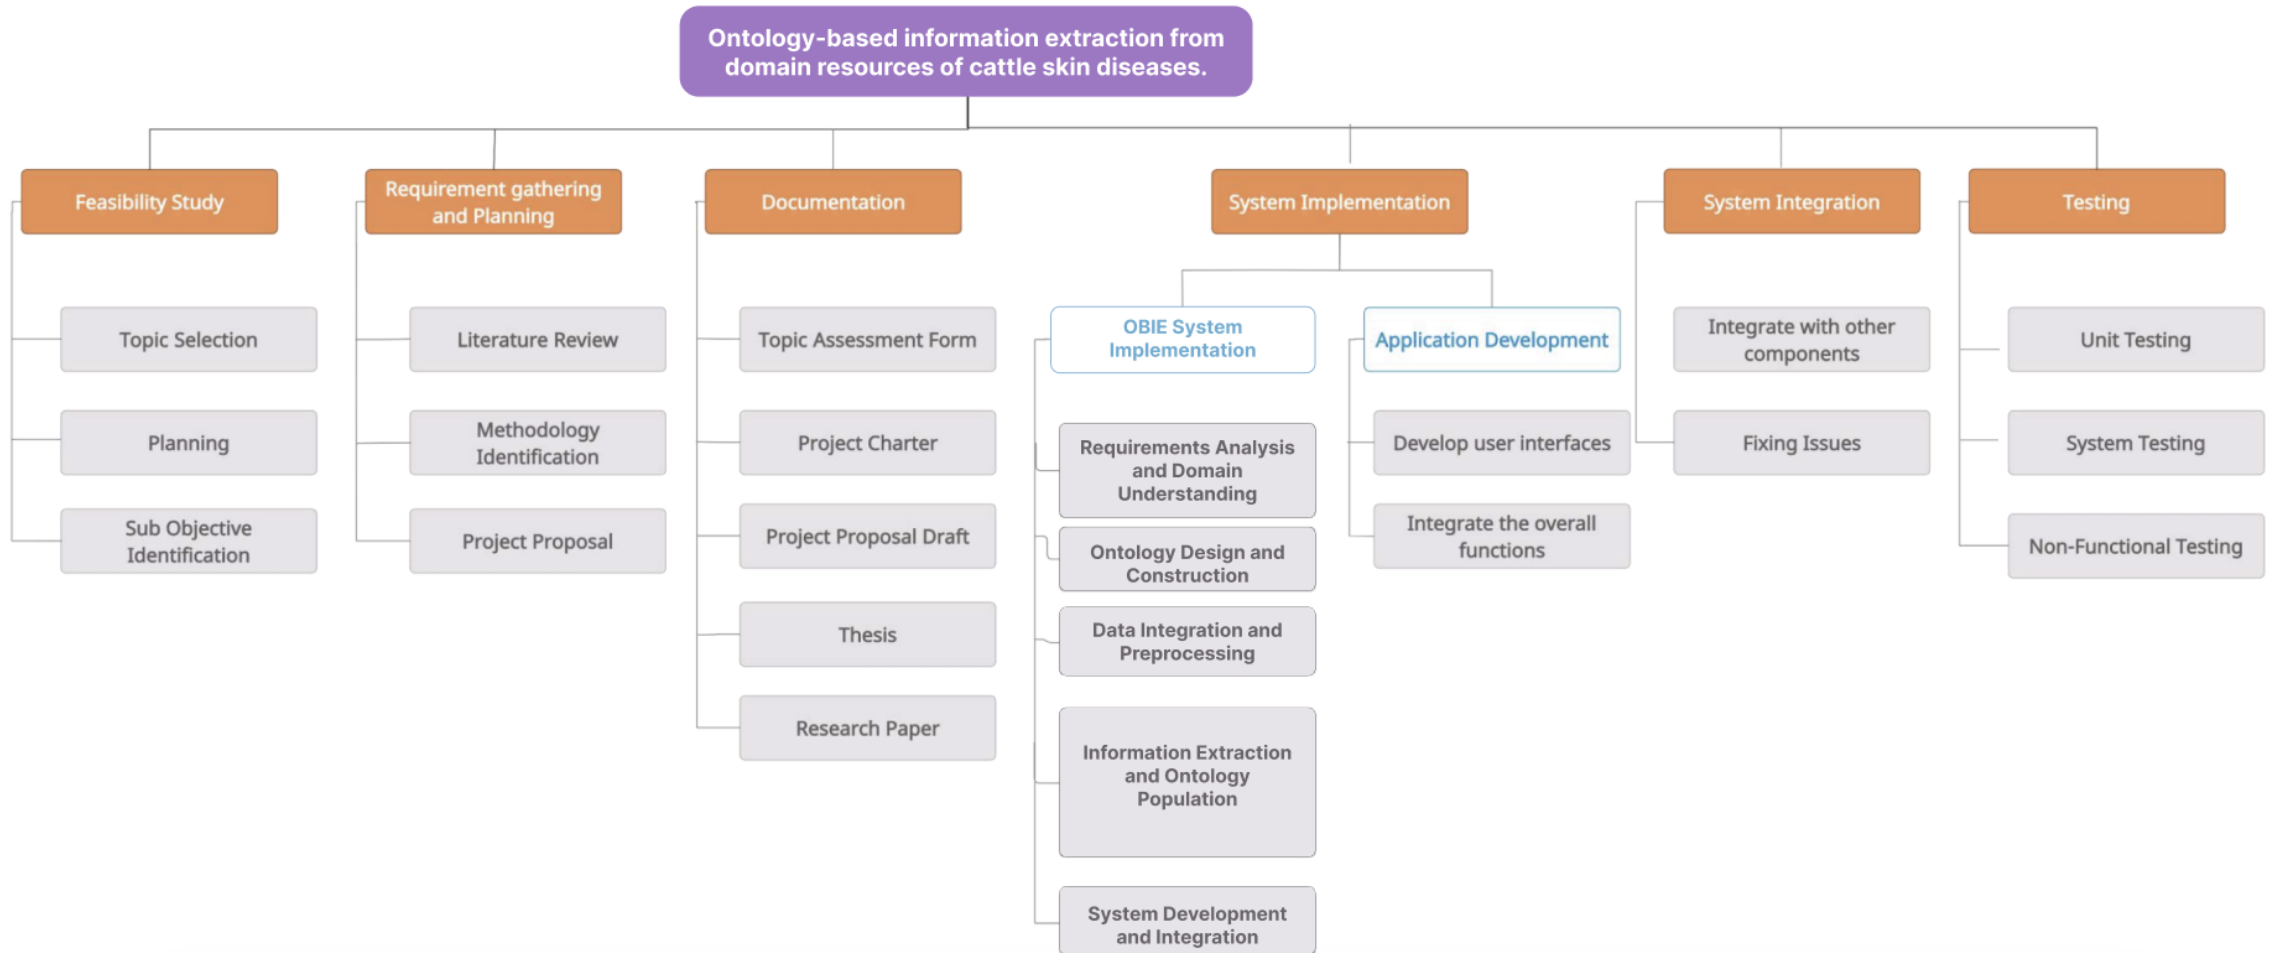 Ontology-based information extraction from
domain resources of cattle skin diseases.
Feasibility Study
Topic Selection
Planning
Sub Objective
Identification
Requirement gathering
and Planning
Literature Review
Methodology
Identification
Project Proposal
Documentation
Topic Assessment Form
Project Charter
Project Proposal Draft
Thesis
Research Paper
System Implementation
OBIE System
Implementation
Requirements Analysis
and Domain
Understanding
Ontology Design and
Construction
Data Integration and
Preprocessing
Information Extraction
and Ontology
Population
System Development
and Integration
Application Development
Develop user interfaces
Integrate the overall
functions
System Integration
Integrate with other
components
Fixing Issues
Testing
Unit Testing
System Testing
Non-Functional Testing